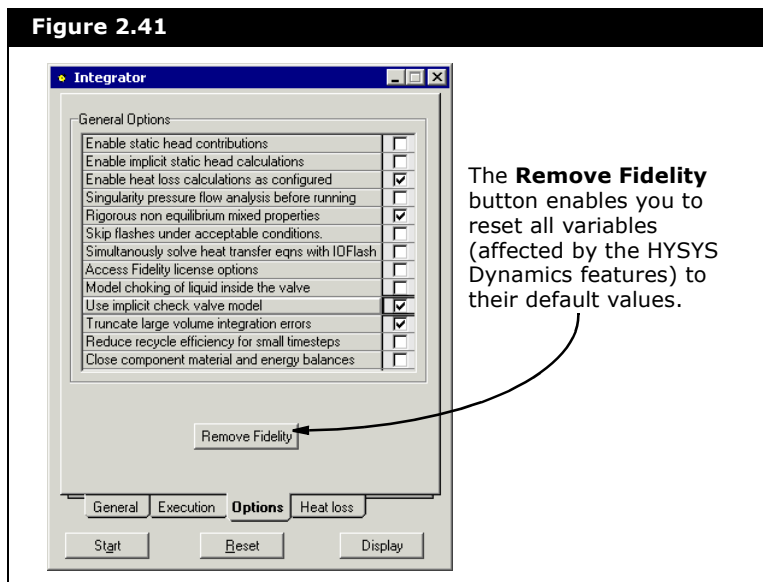 Figure 2.41
Integrator
General Options
Enable static head contributions
Enable implicit static head calculations
Enable heat loss calculations as configured
Singularity pressure flow analysis before running
Rigorous non equilibrium mixed properties
Skip flashes under acceptable conditions.
Simultanously solve heat transfer eqns with IOFlash
Access Fidelity license options
Model choking of liquid inside the valve
Use implicit check valve model
Truncate large volume integration errors
Reduce recycle efficiency for small timesteps
Close component material and energy balances
Remove Fidelity
General Execution Options Heat loss
Start Reset Display
The Remove Fidelity
button enables you to
reset all variables
(affected by the HYSYS
Dynamics features) to
their default values.